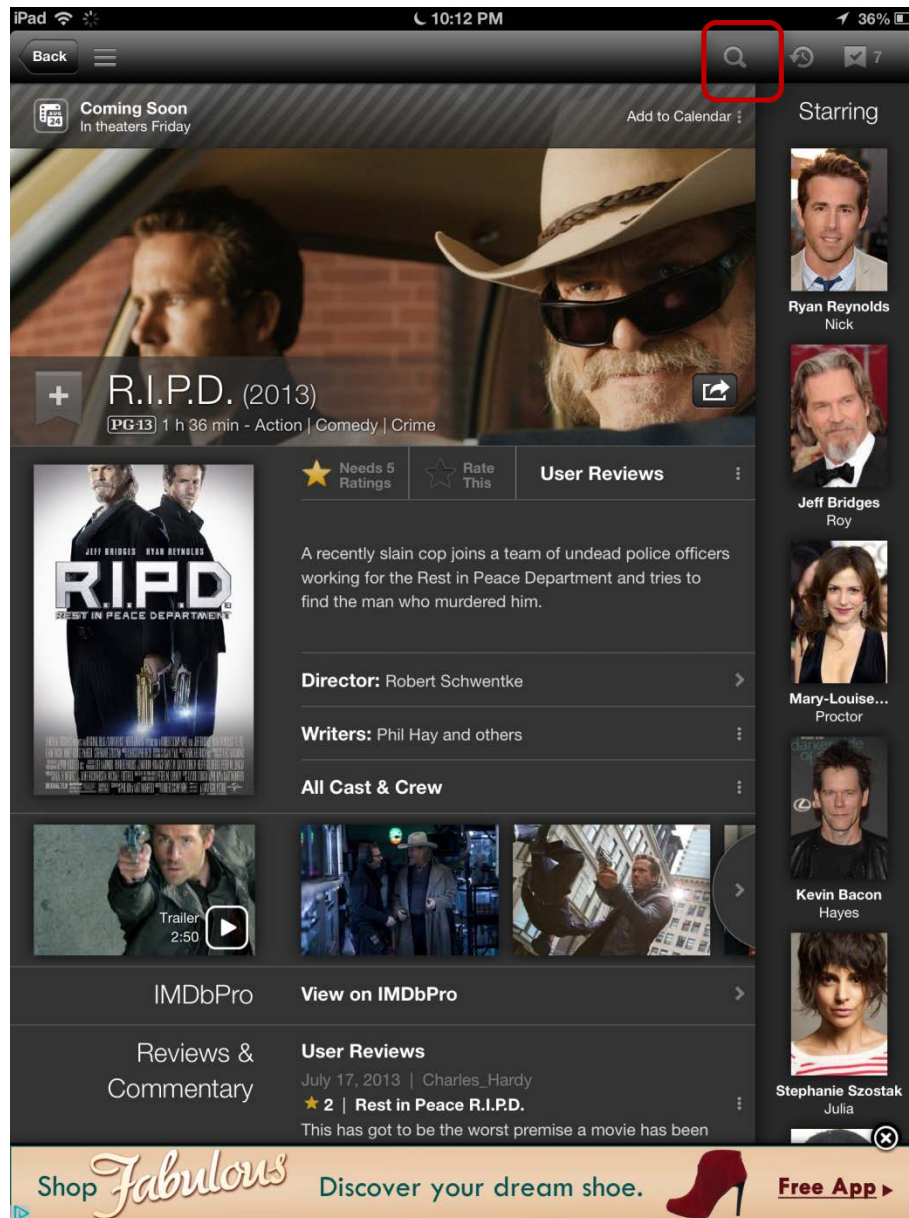 iPad 10:12 PM 36%
Back 7
AUG 24 Coming Soon
In theaters Friday
Add to Calendar
Starring
Ryan Reynolds
Nick
R.I.P.D. (2013)
PG-13 1 h 36 min - Action | Comedy | Crime
Jeff Bridges
Roy
Needs 5
Ratings
Rate
This
User Reviews
JEFF BRIDGES RYAN REYNOLDS
R.I.P.D.
REST IN PEACE DEPARTMENT
A recently slain cop joins a team of undead police officers
working for the Rest in Peace Department and tries to
find the man who murdered him.
Director: Robert Schwentke
Writers: Phil Hay and others
All Cast & Crew
Mary-Louise...
Proctor
Kevin Bacon
Hayes
Trailer
2:50
IMDbPro View on IMDbPro
Reviews &
Commentary
User Reviews
July 17, 2013 | Charles_Hardy
2 | Rest in Peace R.I.P.D.
This has got to be the worst premise a movie has been
Stephanie Szostak
Julia
Shop Fabulous Discover your dream shoe. Free App